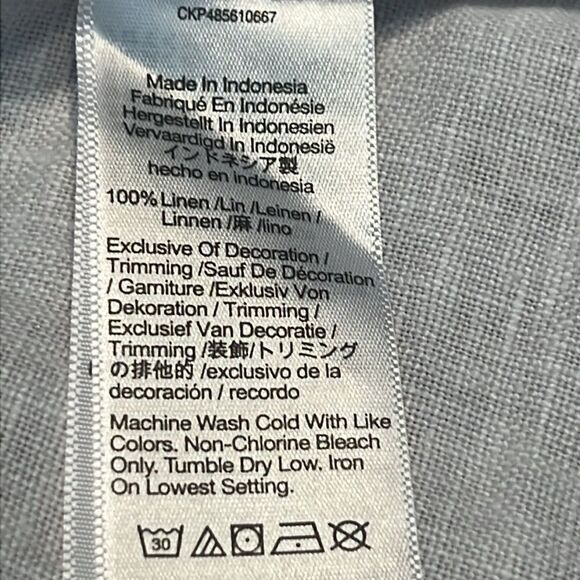 CKP485610667
Made In Indonesia
Fabriqué En Indonésie
Hergestellt In Indonesien
Vervaardigd In Indonesië
インドネシア製
hecho en indonesia
100% Linen /Lin /Leinen /
Linnen /麻 /lino
Exclusive Of Decoration /
Trimming /Sauf De Décoration
/ Garniture /Exklusiv Von
Dekoration / Trimming /
Exclusief Van Decoratie /
Trimming /装飾/トリミング
の排他的 /exclusivo de la
decoración / recordo
Machine Wash Cold With Like
Colors. Non-Chlorine Bleach
Only. Tumble Dry Low. Iron
On Lowest Setting.
30